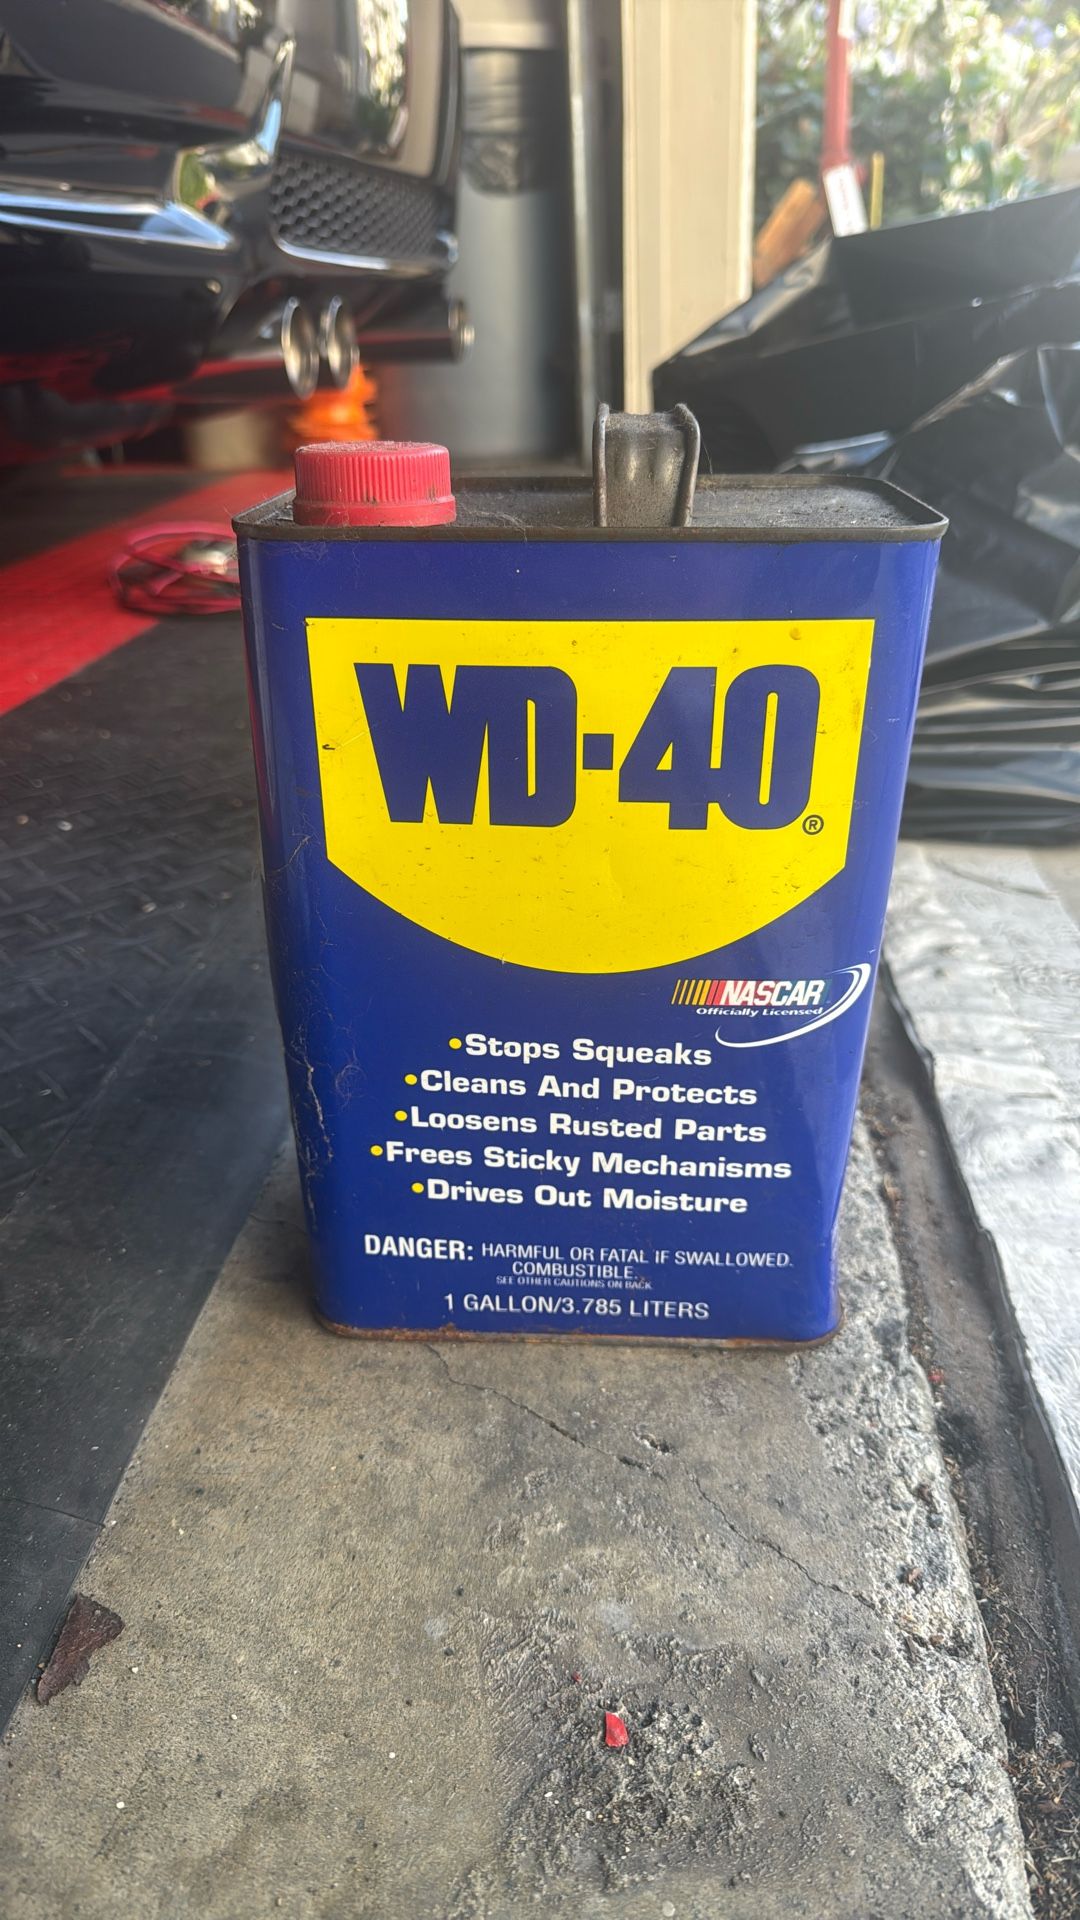 WD-40®
NASCAR
Officially Licensed
•Stops Squeaks
•Cleans And Protects
•Loosens Rusted Parts
•Frees Sticky Mechanisms
•Drives Out Moisture
DANGER: HARMFUL OR FATAL IF SWALLOWED.
COMBUSTIBLE.
SEE OTHER CAUTIONS ON BACK
1 GALLON/3.785 LITERS